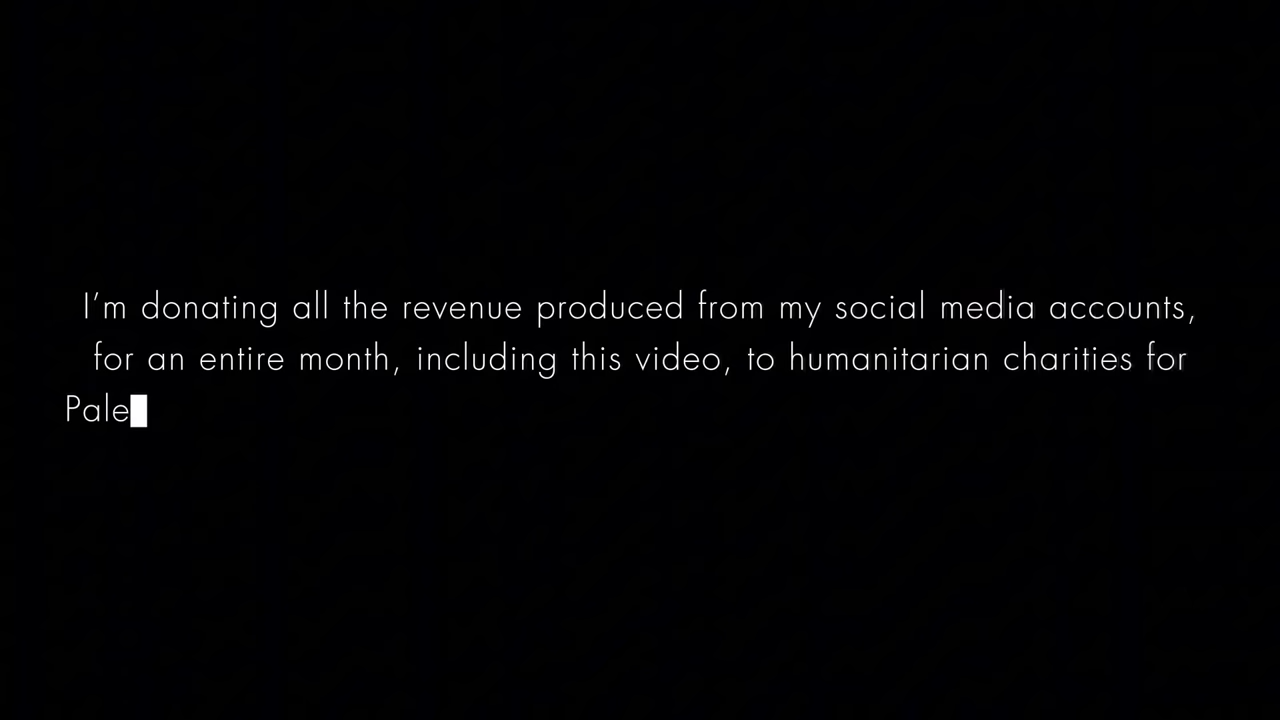 I’m donating all the revenue produced from my social media accounts,
for an entire month, including this video, to humanitarian charities for
Pale